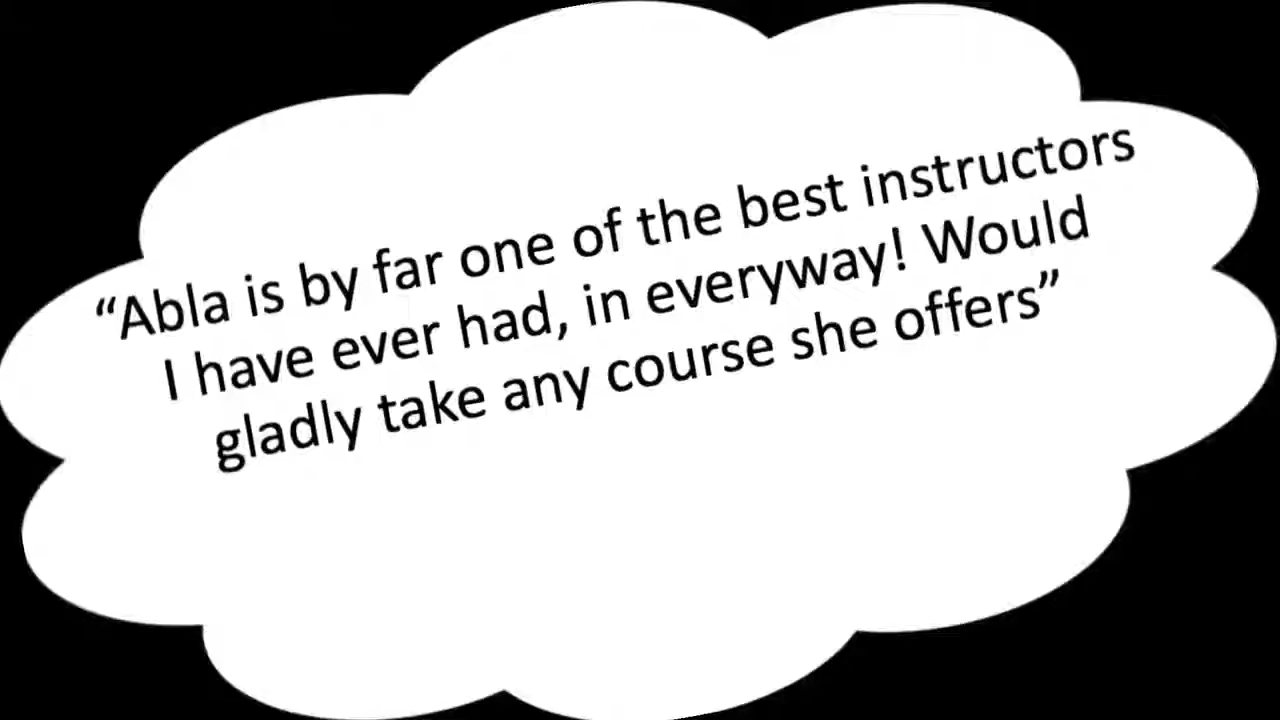 “Abla is by far one of the best instructors
I have ever had, in everyway! Would
gladly take any course she offers”